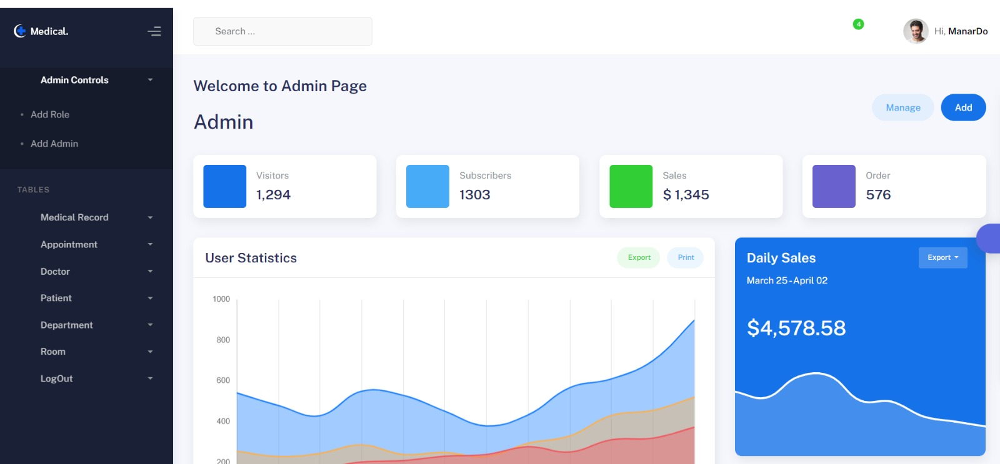 Medical.
Search ...
4
Hi, ManarDo
Admin Controls
Add Role
Add Admin
TABLES
Medical Record
Appointment
Doctor
Patient
Department
Room
LogOut
Welcome to Admin Page
Admin
Manage
Add
Visitors
1,294
Subscribers
1303
Sales
$ 1,345
Order
576
User Statistics
Export
Print
1000
800
600
400
200
Daily Sales
Export
March 25 - April 02
$4,578.58